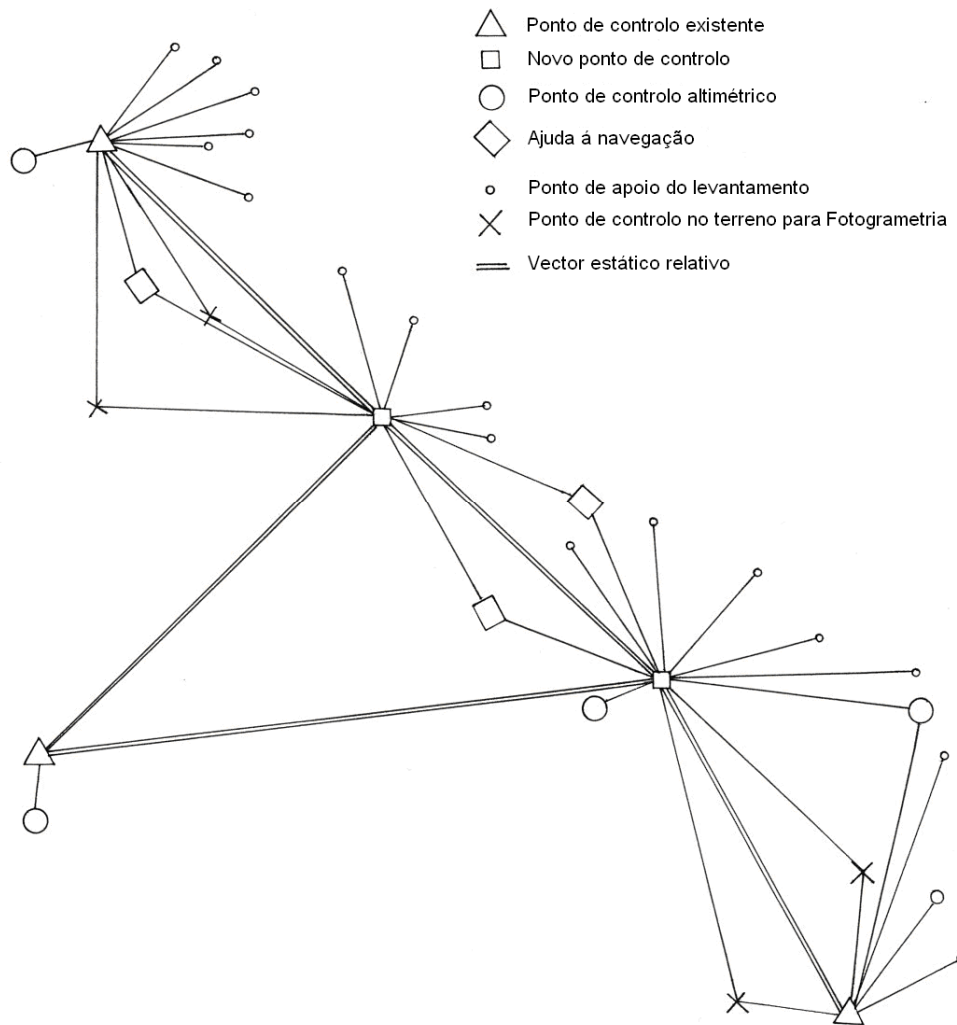 Ponto de controlo existente
Novo ponto de controlo
Ponto de controlo altimétrico
Ajuda á navegação
Ponto de apoio do levantamento
Ponto de controlo no terreno para Fotogrametria
Vector estático relativo